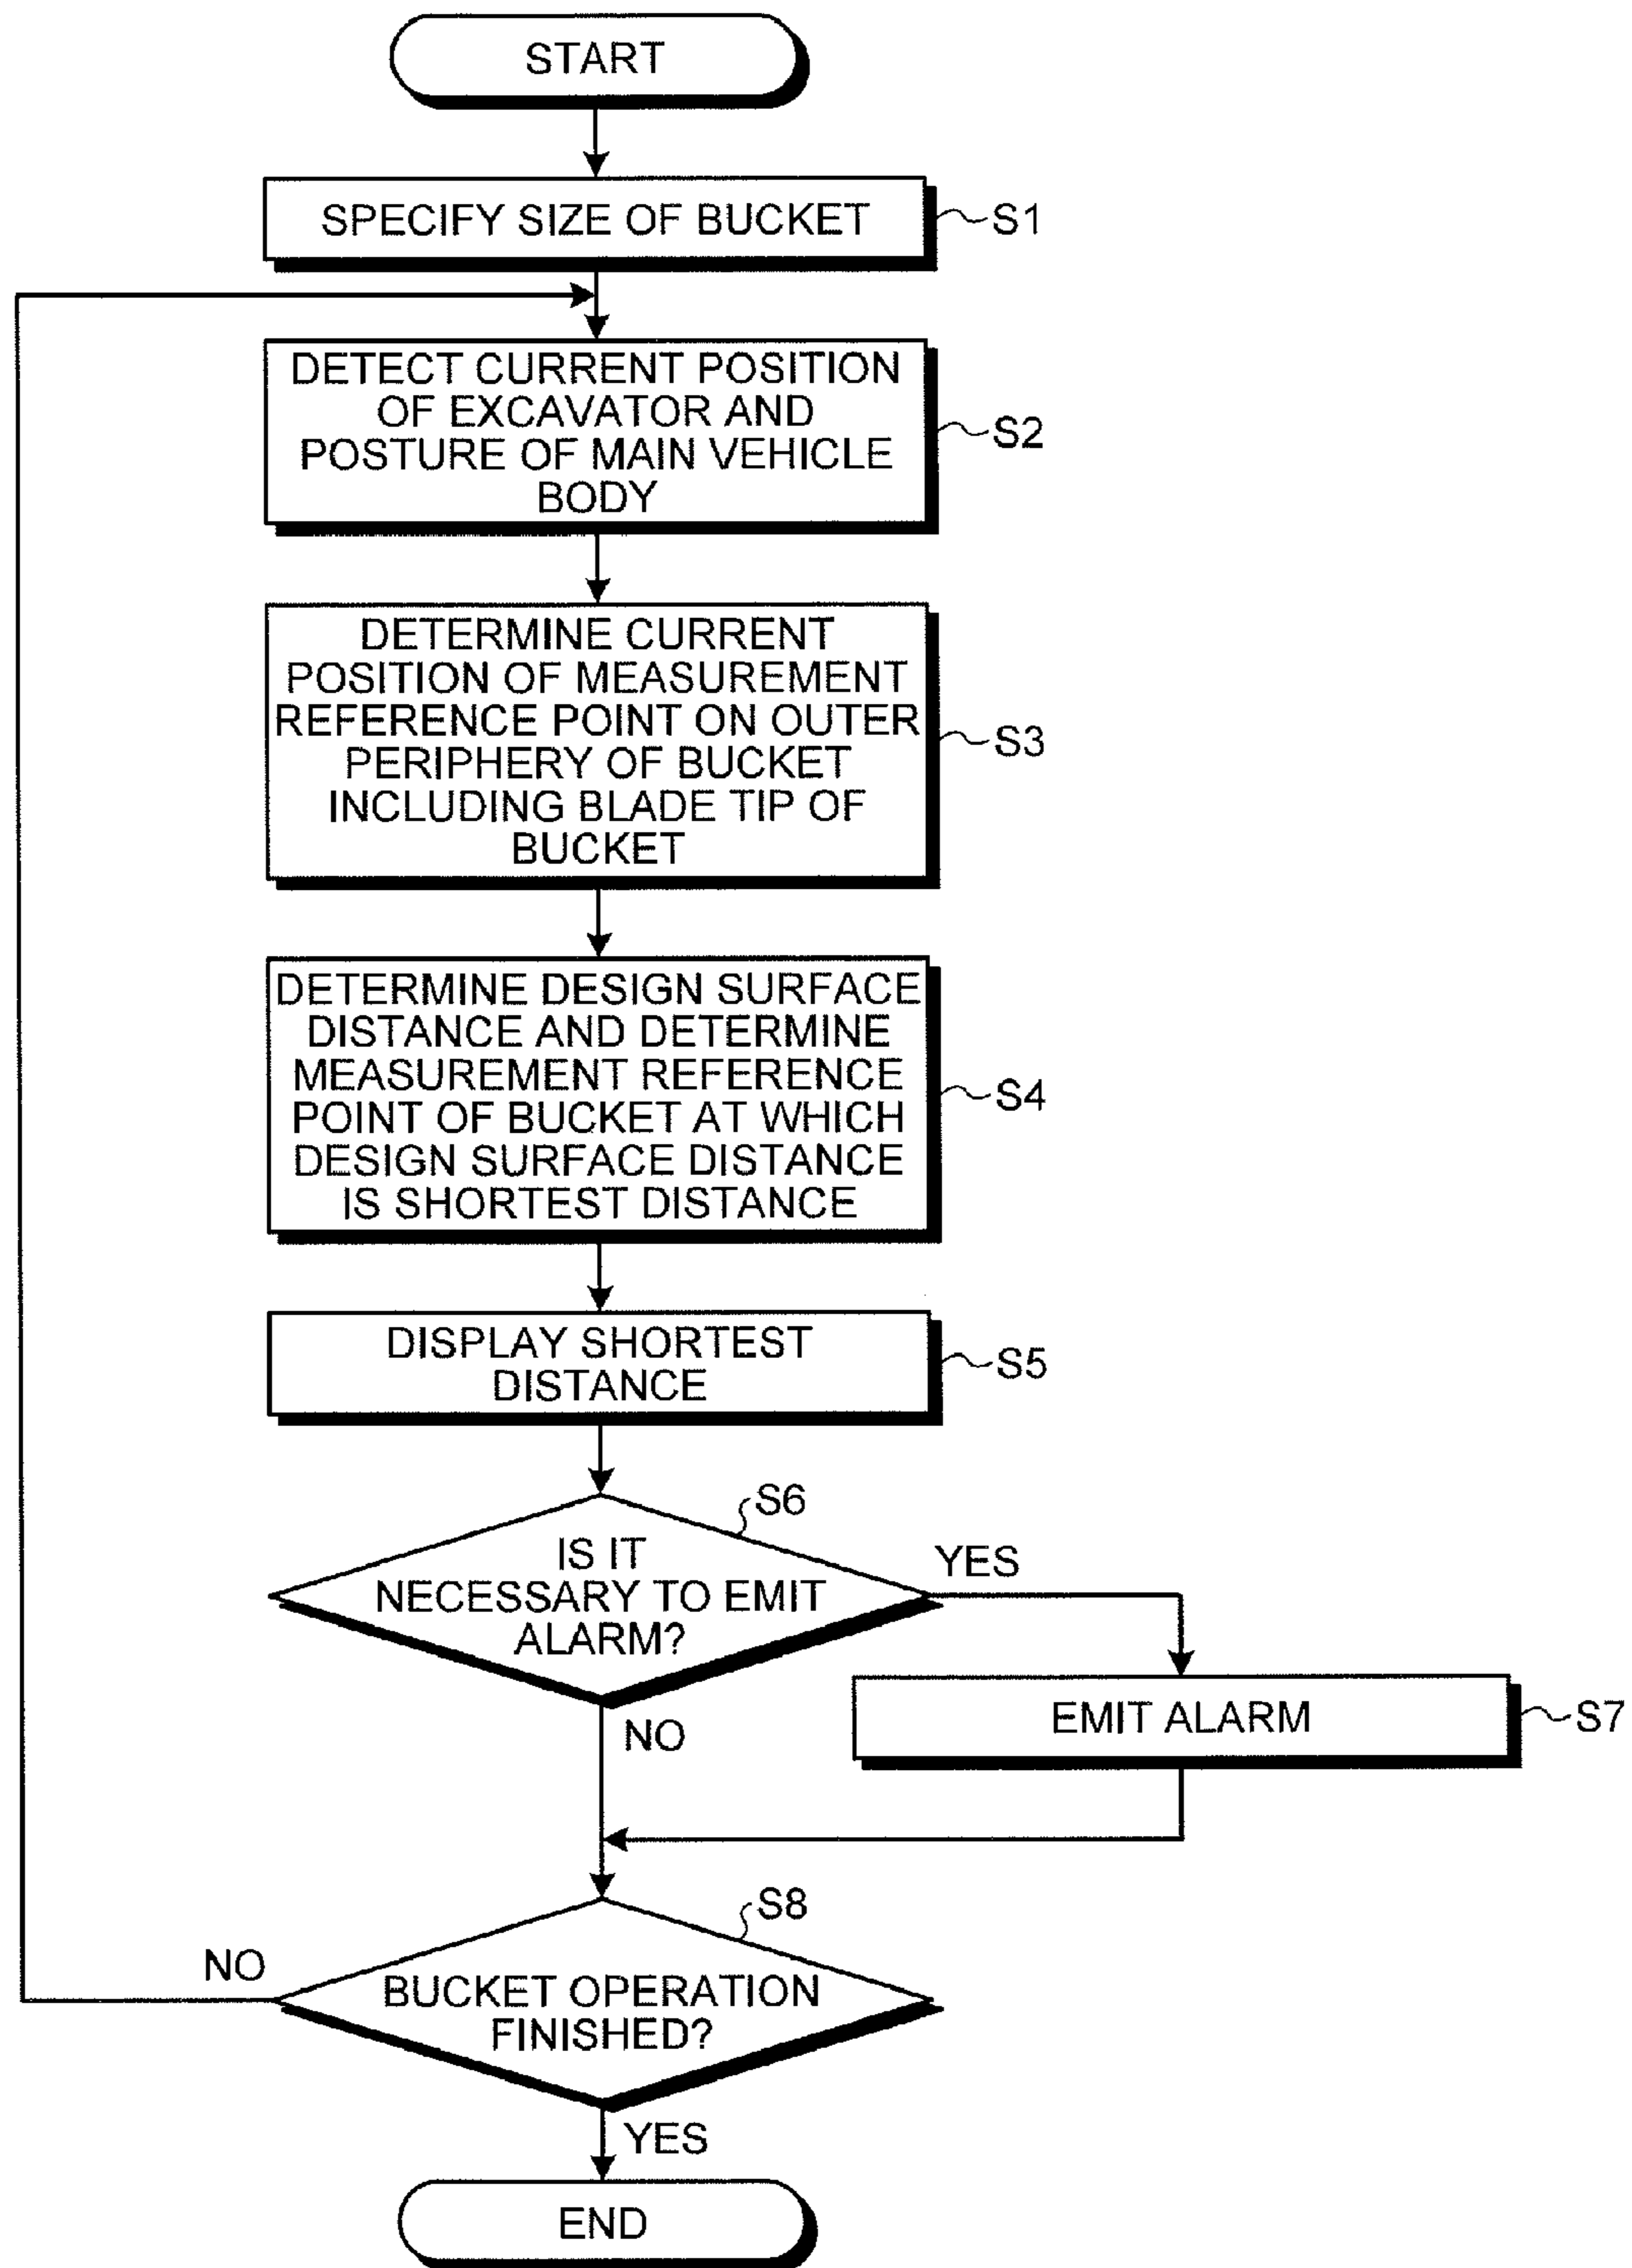 START
SPECIFY SIZE OF BUCKET
S1
DETECT CURRENT POSITION
OF EXCAVATOR AND
POSTURE OF MAIN VEHICLE
BODY
S2
DETERMINE CURRENT
POSITION OF MEASUREMENT
REFERENCE POINT ON OUTER
PERIPHERY OF BUCKET
INCLUDING BLADE TIP OF
BUCKET
S3
DETERMINE DESIGN SURFACE
DISTANCE AND DETERMINE
MEASUREMENT REFERENCE
POINT OF BUCKET AT WHICH
DESIGN SURFACE DISTANCE
IS SHORTEST DISTANCE
S4
DISPLAY SHORTEST
DISTANCE
S5
S6
IS IT
NECESSARY TO EMIT
ALARM?
YES
NO
EMIT ALARM
S7
S8
NO
BUCKET OPERATION
FINISHED?
YES
END